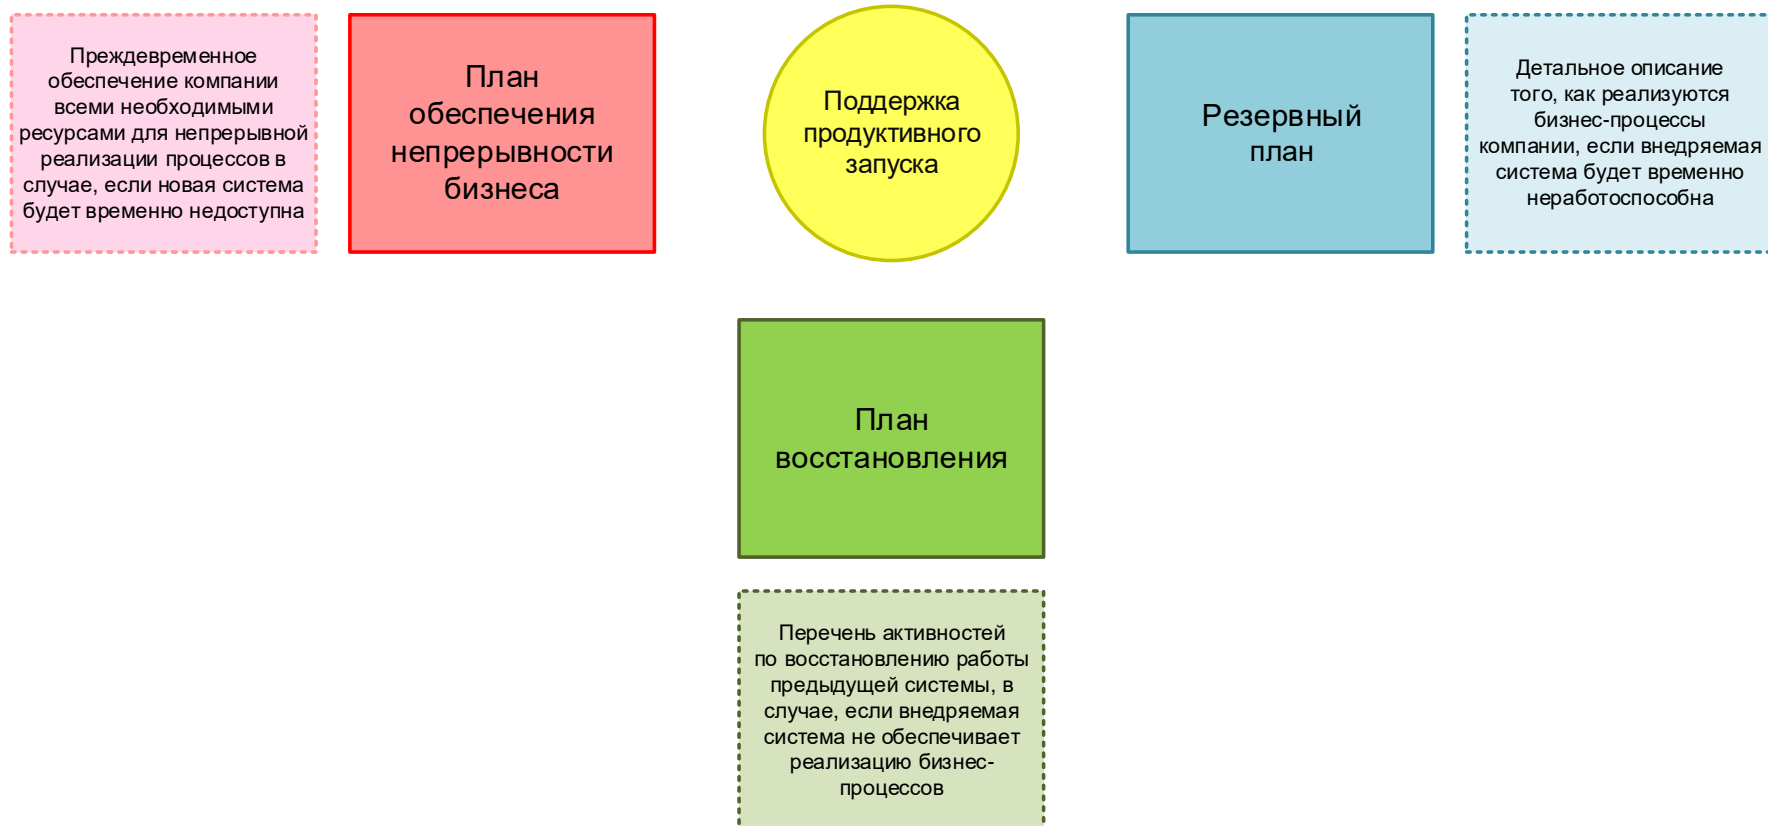 Преждевременное
обеспечение компании
всеми необходимыми
ресурсами для непрерывной
реализации процессов в
случае, если новая система
будет временно недоступна
План
обеспечения
непрерывности
бизнеса
Поддержка
продуктивного
запуска
Резервный
план
Детальное описание
того, как реализуются
бизнес-процессы
компании, если внедряемая
система будет временно
неработоспособна
План
восстановления
Перечень активностей
по восстановлению работы
предыдущей системы, в
случае, если внедряемая
система не обеспечивает
реализацию бизнес-
процессов